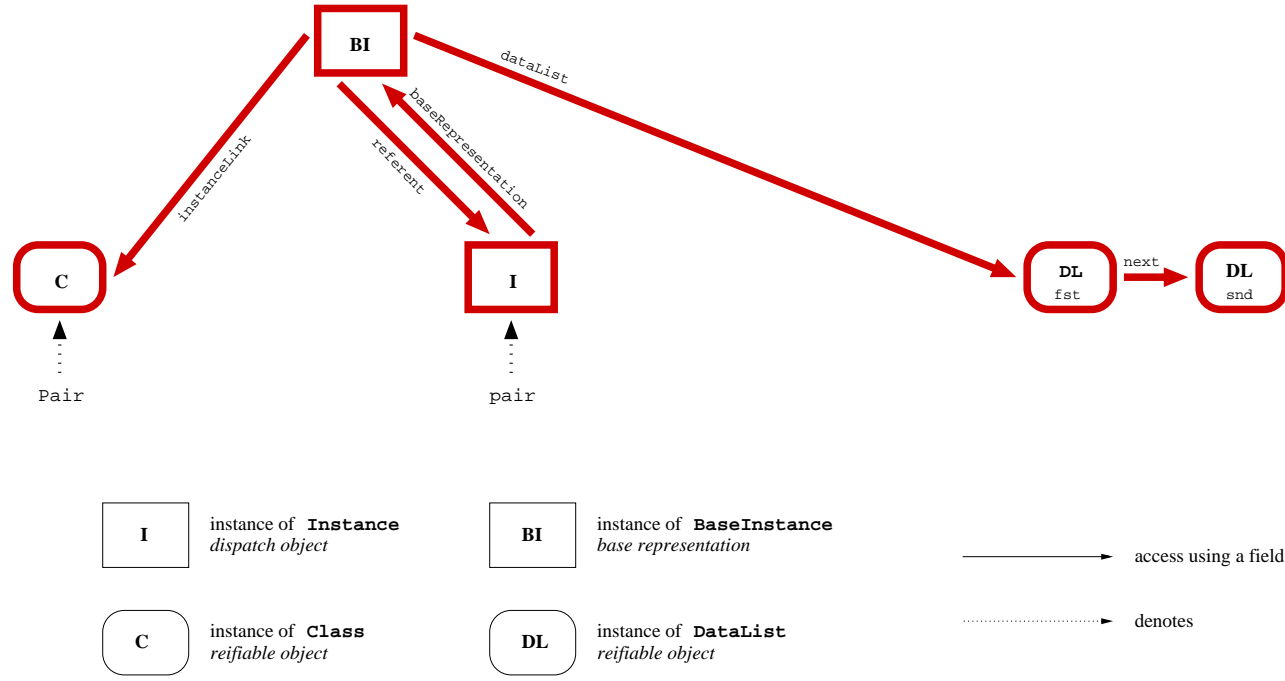 BI
dataList
baseRepresentation
referent
instanceLink
C
I
DL
fst
next
DL
snd
Pair
pair
I
instance of Instance
dispatch object
BI
instance of BaseInstance
base representation
access using a field
C
instance of Class
reifiable object
DL
instance of DataList
reifiable object
denotes